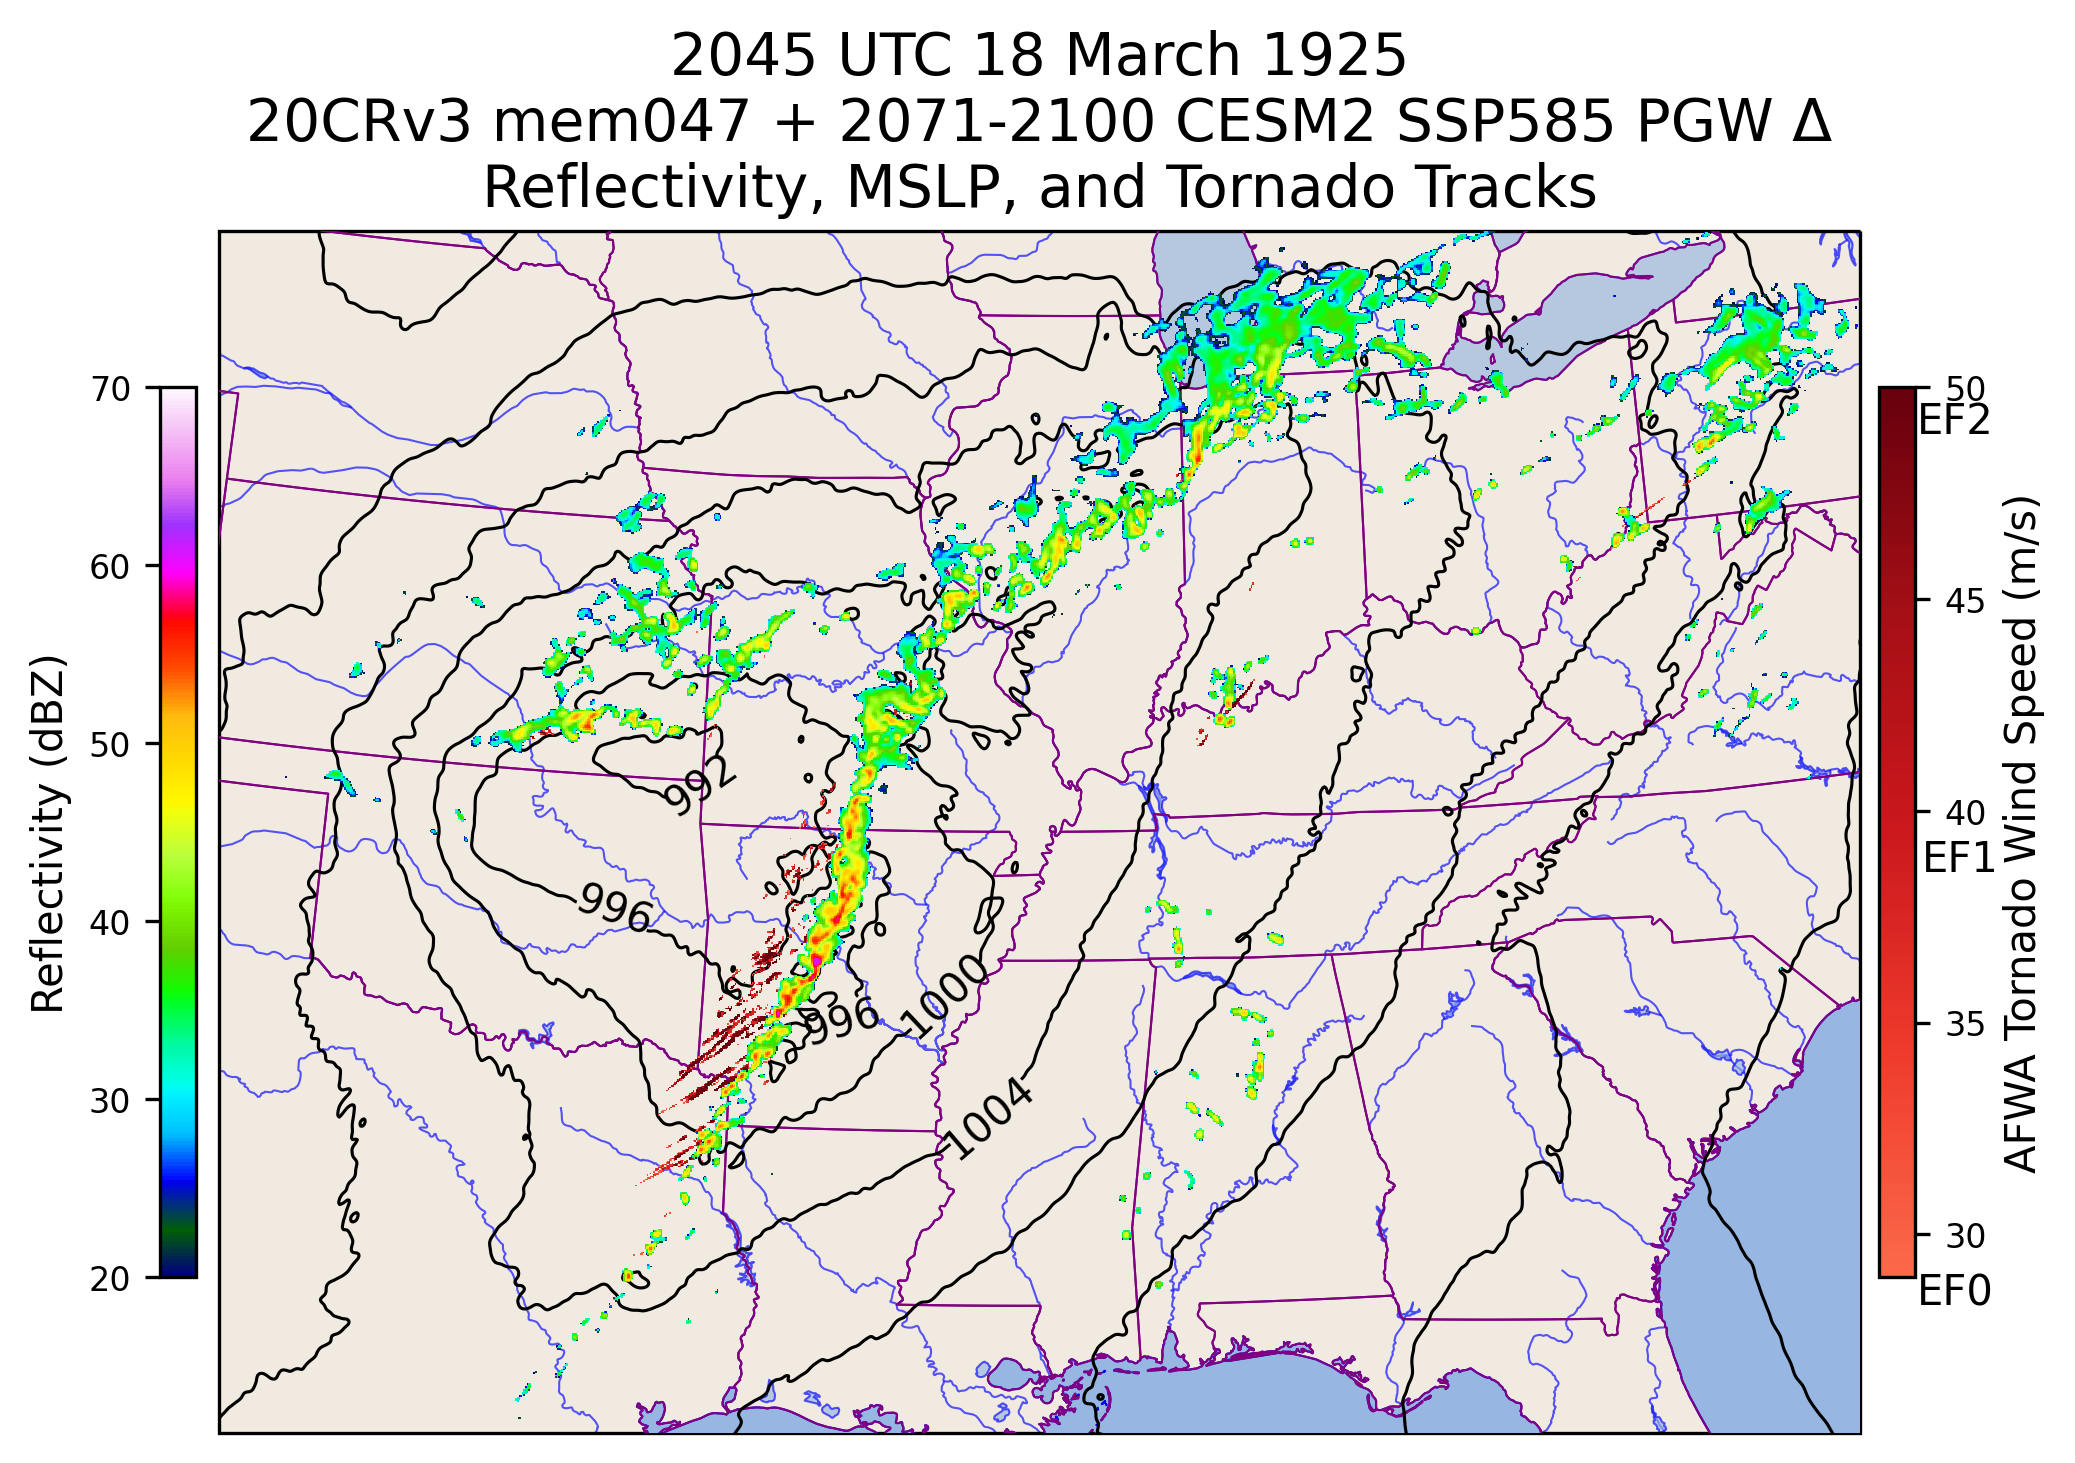 2045 UTC 18 March 1925
20CRv3 mem047 + 2071-2100 CESM2 SSP585 PGW Δ
Reflectivity, MSLP, and Tornado Tracks
Reflectivity (dBZ)
70
60
50
40
30
20
992
996
996
1000
1004
50
EF2
45
40
EF1
35
30
EF0
AFWA Tornado Wind Speed (m/s)